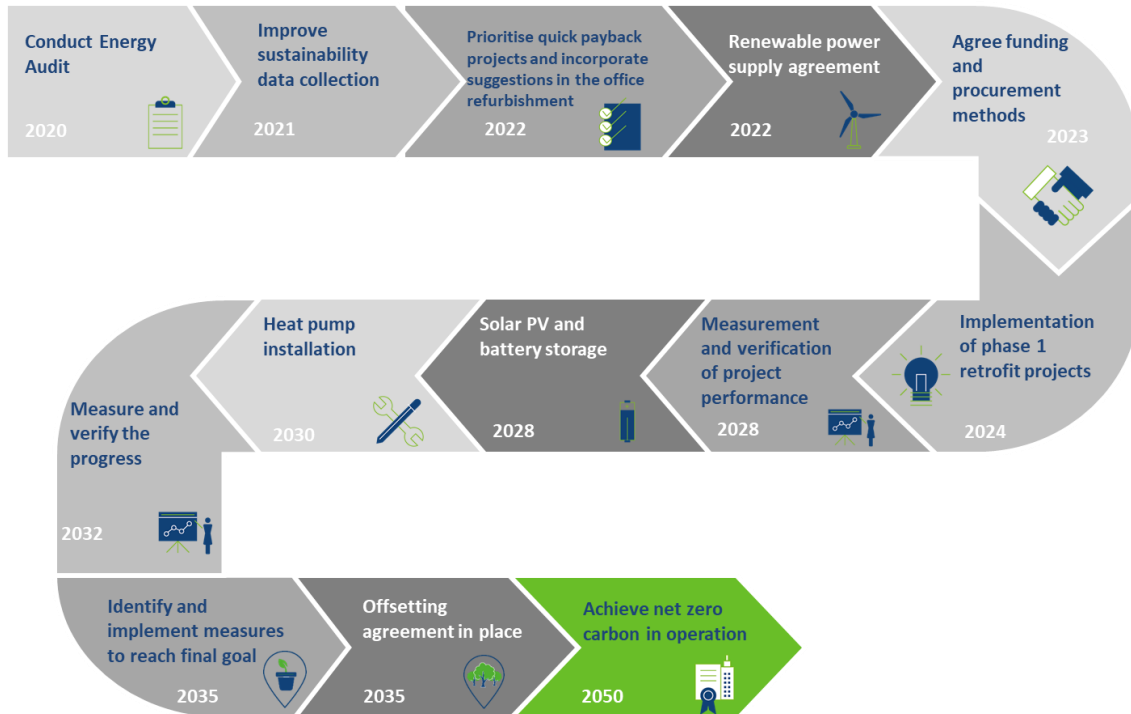 Conduct Energy
Audit
2020
Improve
sustainability
data collection
2021
Prioritise quick payback
projects and incorporate
suggestions in the office
refurbishment
2022
Renewable power
supply agreement
2022
Agree funding
and
procurement
methods
2023
Implementation
of phase 1
retrofit projects
2024
Measurement
and verification
of project
performance
2028
Solar PV and
battery storage
2028
Heat pump
installation
2030
Measure and
verify the
progress
2032
Identify and
implement measures
to reach final goal
2035
Offsetting
agreement in place
2035
Achieve net zero
carbon in operation
2050